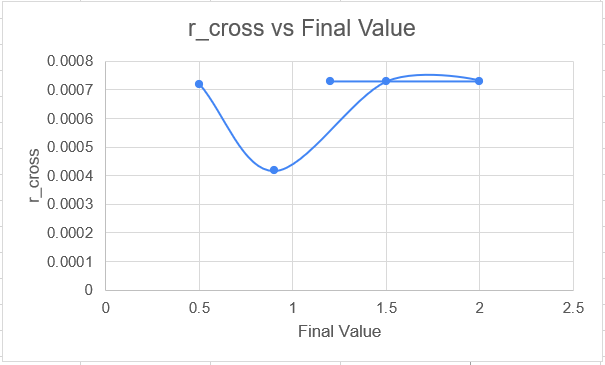 r_cross vs Final Value
0.0008
0.0007
0.0006
0.0005
0.0004
0.0003
0.0002
0.0001
0
r_cross
0 0.5 1 1.5 2 2.5
Final Value